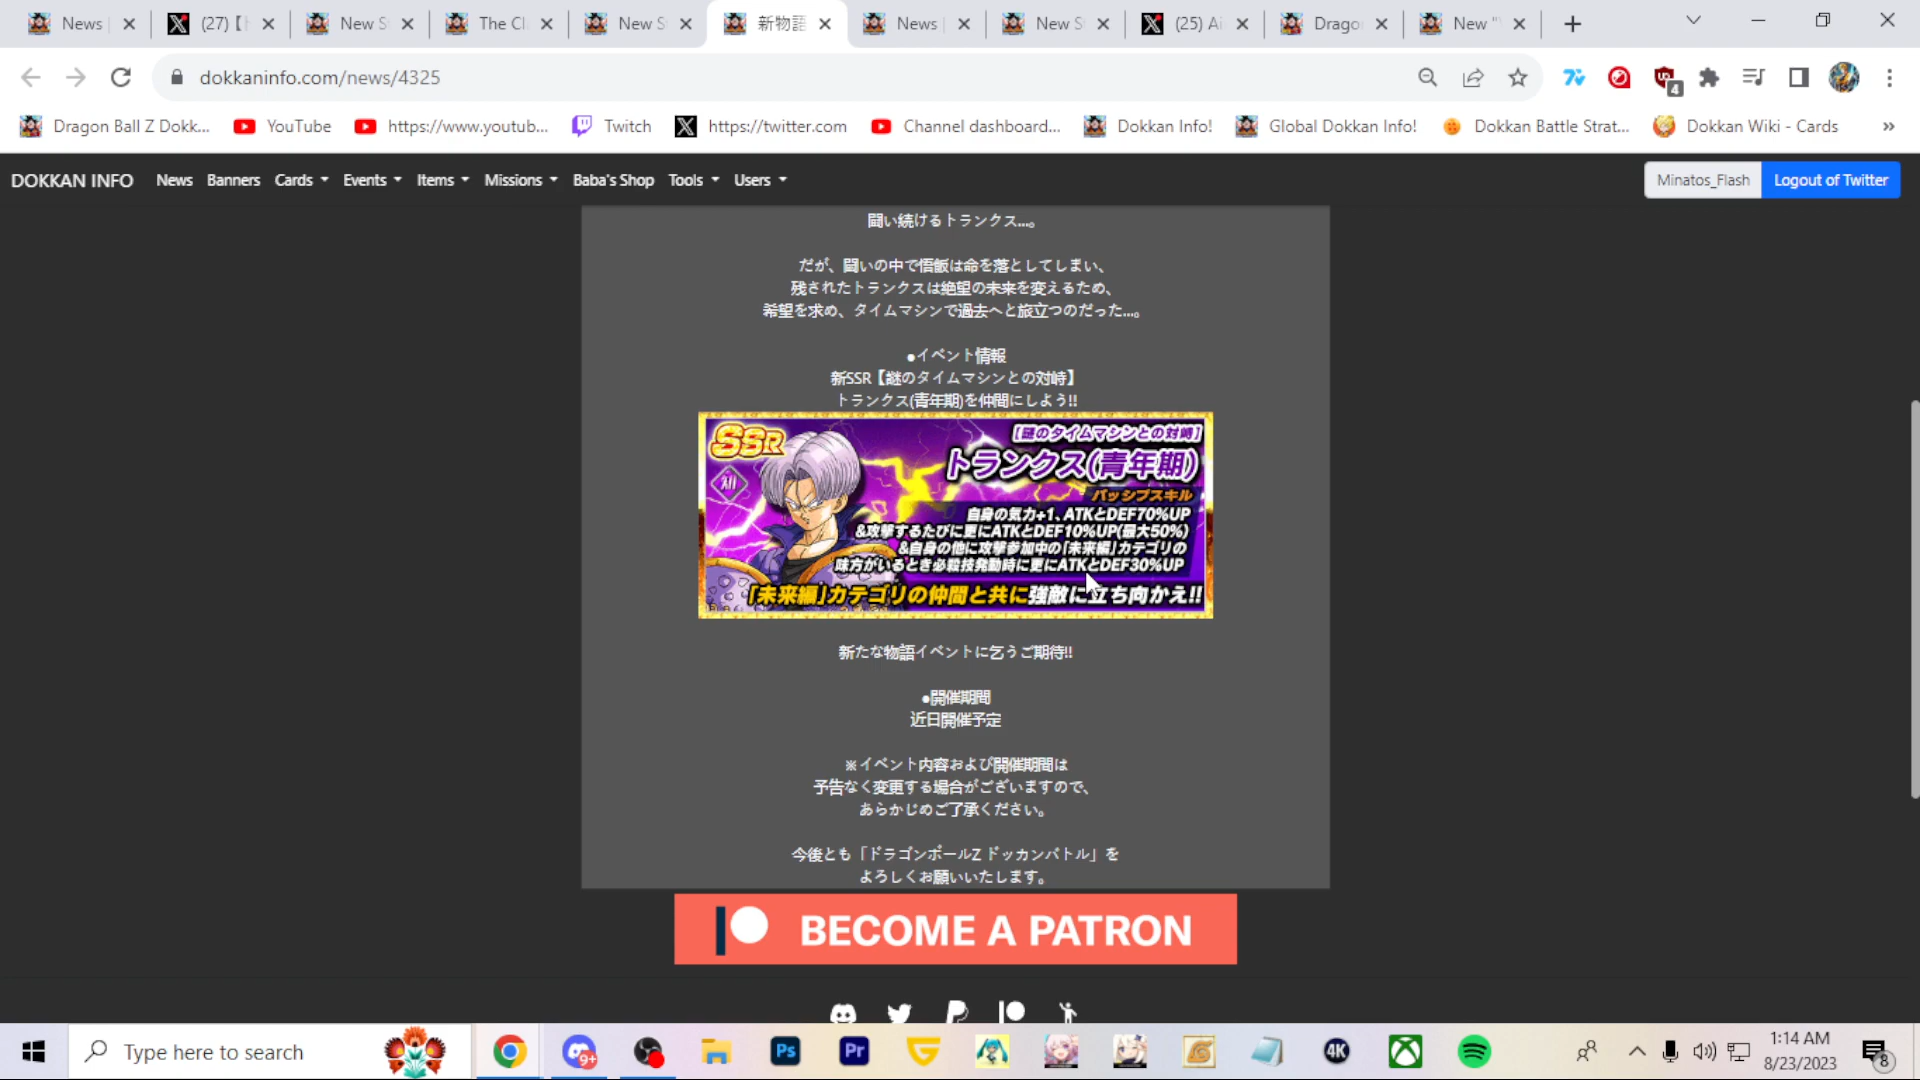 News
(27)【
New S
The Cl
New S
新物語
News
New S
(25) Ai
Drago
New "
dokkaninfo.com/news/4325
4
Dragon Ball Z Dokk...
YouTube
https://www.youtub...
Twitch
https://twitter.com
Channel dashboard...
Dokkan Info!
Global Dokkan Info!
Dokkan Battle Strat...
Dokkan Wiki - Cards
»
DOKKAN INFO
News
Banners
Cards
Events
Items
Missions
Baba's Shop
Tools
Users
Minatos_Flash
Logout of Twitter
闘い続けるトランクス…。
だが、闘いの中で悟飯は命を落としてしまい、
残されたトランクスは絶望の未来を変えるため、
希望を求め、タイムマシンで過去へと旅立つのだった…。
●イベント情報
新SSR【謎のタイムマシンとの対峙】
トランクス(青年期)を仲間にしよう!!
SSR
[謎のタイムマシンとの対峙]
トランクス(青年期)
パッシブスキル
自身の気力+1、ATKとDEF70%UP
&攻撃するたびに更にATKとDEF10%UP(最大50%)
&自身の他に攻撃参加中の「未来編」カテゴリの
味方がいるとき必殺技発動時に更にATKとDEF30%UP
「未来編」カテゴリの仲間と共に強敵に立ち向かえ!!
新たな物語イベントに乞うご期待!!
●開催期間
近日開催予定
※イベント内容および開催期間は
予告なく変更する場合がございますので、
あらかじめご了承ください。
今後とも「ドラゴンボールZ ドッカンバトル」を
よろしくお願いいたします。
BECOME A PATRON
Type here to search
9+
Ps
Pr
4K
1:14 AM
8/23/2023
8